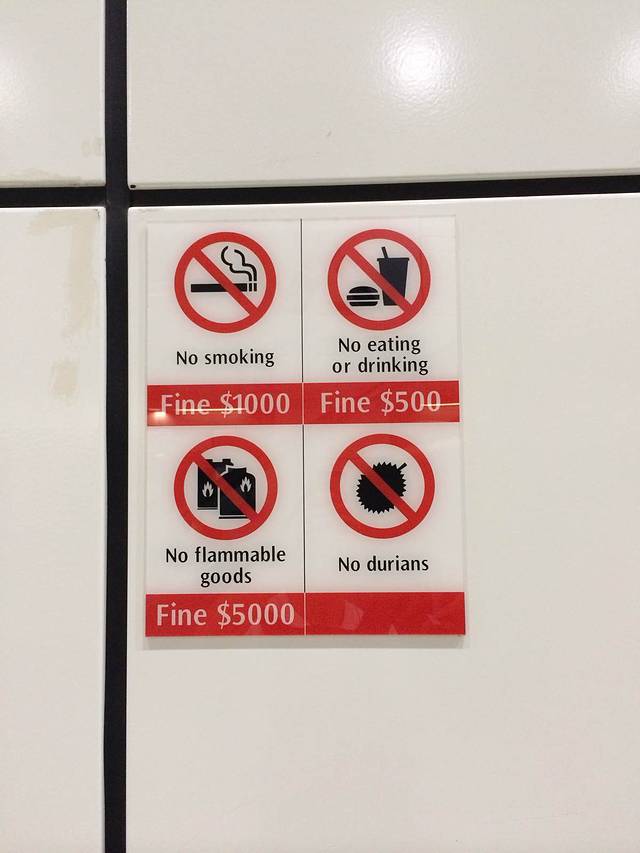 No smoking
No eating
or drinking
Fine $1000
Fine $500
No flammable
goods
No durians
Fine $5000